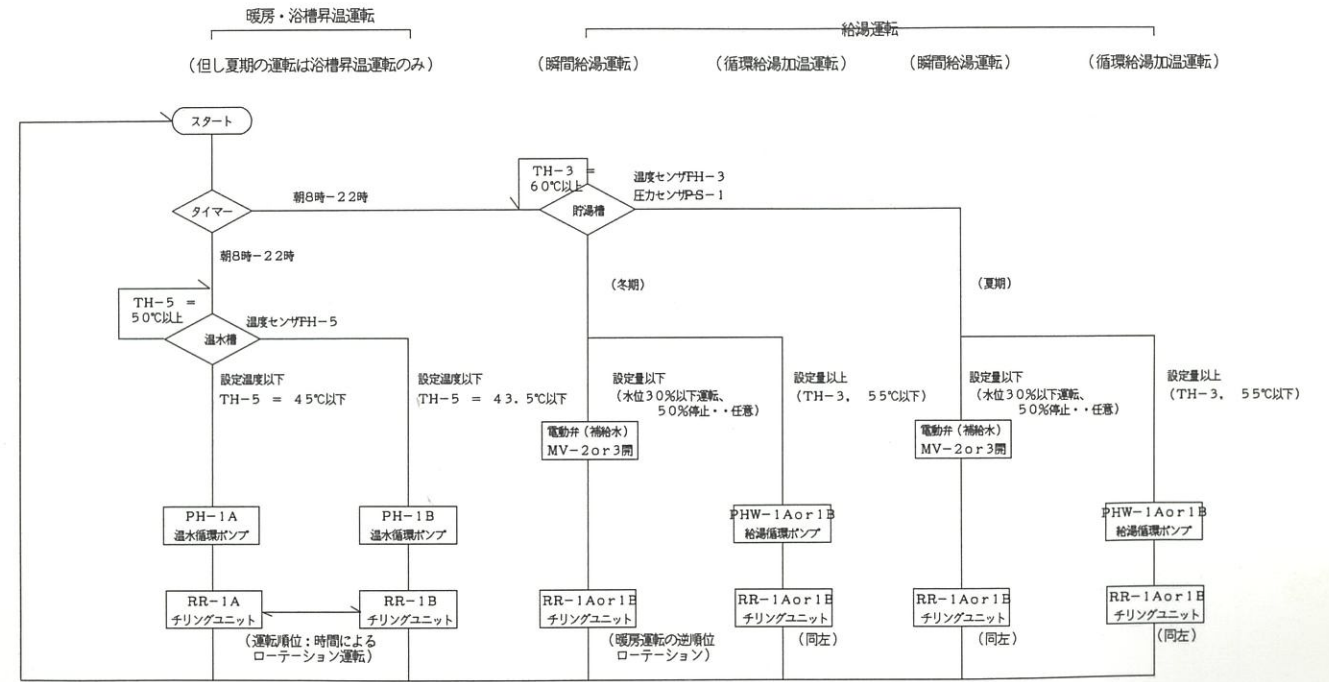 暖房・浴槽昇温運転
給湯運転
（但し夏期の運転は浴槽昇温運転のみ）
（瞬間給湯運転）
（循環給湯加温運転）
（瞬間給湯運転）
（循環給湯加温運転）
スタート
タイマー
朝8時－22時
TH－3 ＝
60℃以上
温度センサTH－3
圧力センサPS－1
貯湯槽
朝8時－22時
（冬期）
（夏期）
TH－5 ＝
50℃以上
温度センサTH－5
温水槽
設定温度以下
TH－5 ＝ 45℃以下
設定温度以下
TH－5 ＝ 43．5℃以下
設定量以下
（水位30％以下運転、
50％停止・・任意）
設定量以上
（TH－3， 55℃以下）
設定量以下
（水位30％以下運転、
50％停止・・任意）
設定量以上
（TH－3， 55℃以下）
電動弁（補給水）
MV－2or3開
電動弁（補給水）
MV－2or3開
PH－1A
温水循環ポンプ
PH－1B
温水循環ポンプ
PHW－1Aor1B
給湯循環ポンプ
PHW－1Aor1B
給湯循環ポンプ
RR－1A
チリングユニット
RR－1B
チリングユニット
RR－1Aor1B
チリングユニット
RR－1Aor1B
チリングユニット
RR－1Aor1B
チリングユニット
RR－1Aor1B
チリングユニット
（運転順位：時間による
ローテーション運転）
（暖房運転の逆順位
ローテーション）
（同左）
（同左）
（同左）